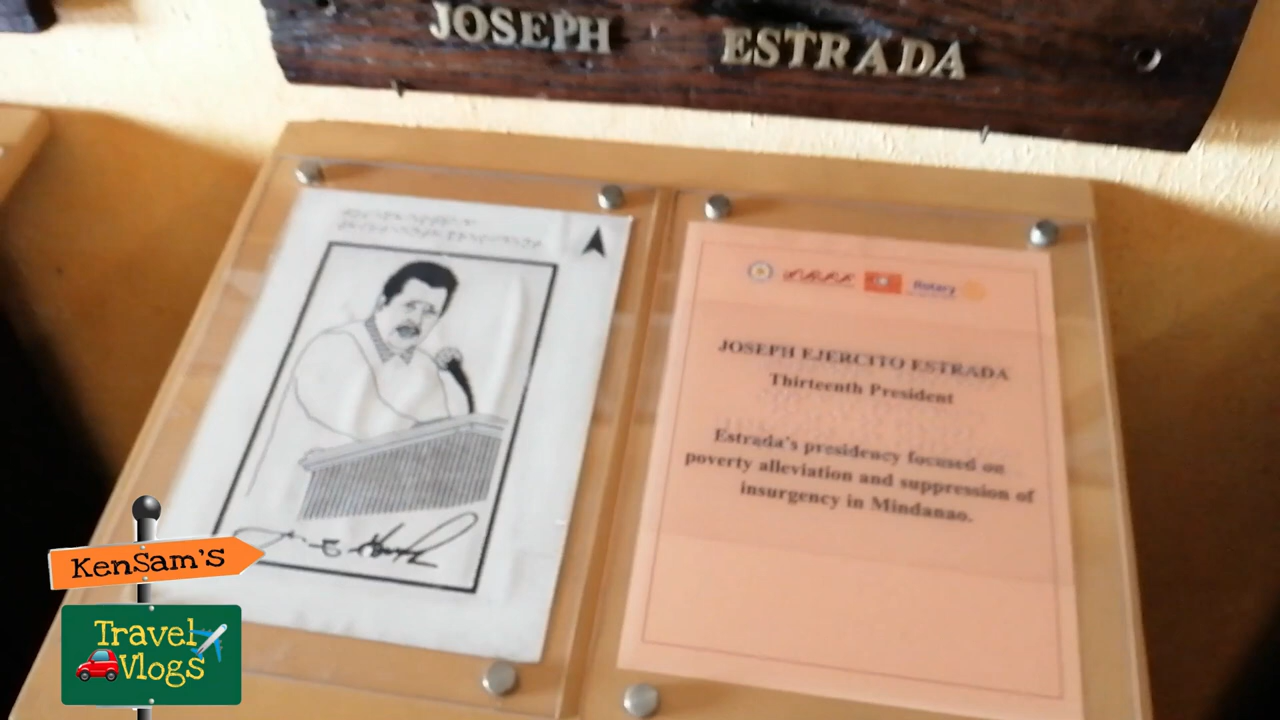 JOSEPH ESTRADA
Rotary
JOSEPH EJERCITO ESTRADA
Thirteenth President
Estrada's presidency focused on
poverty alleviation and suppression of
insurgency in Mindanao.
KenSam's
Travel
Vlogs